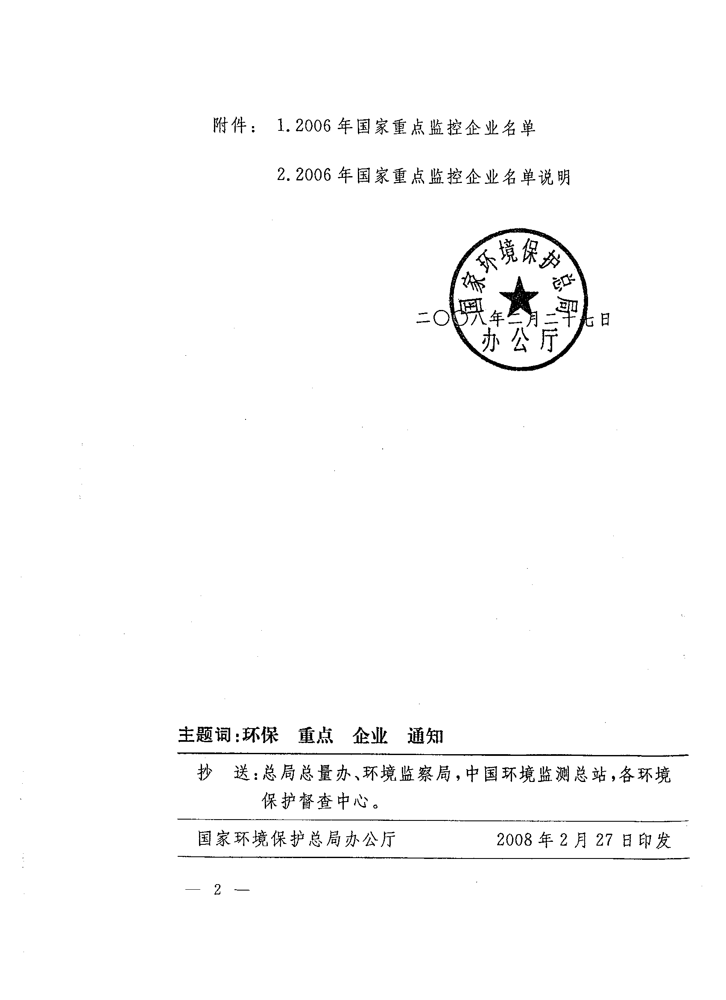 附件： 1.2006年国家重点监控企业名单
2.2006年国家重点监控企业名单说明
国家环境保护总局
二〇〇八年二月二十七日
办公厅
主题词：环保 重点 企业 通知
抄 送：总局总量办、环境监察局，中国环境监测总站，各环境
保护督查中心。
国家环境保护总局办公厅 2008年2月27日印发
— 2 —